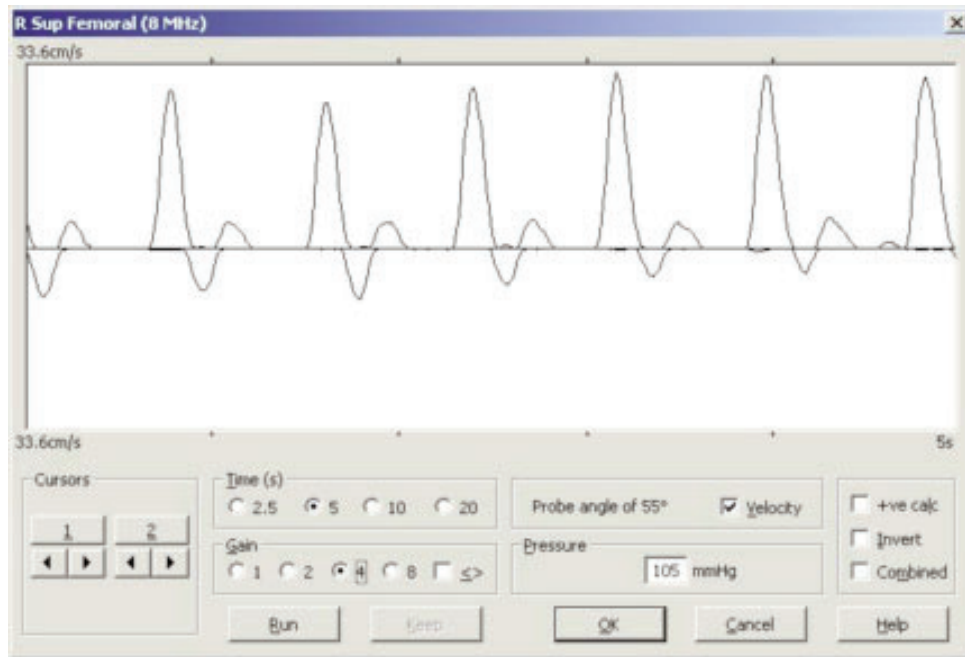 R Sup Femoral (8 MHz)
33.6cm/s
33.6cm/s
5s
Cursors
1
2
Time (s)
2.5
5
10
20
Gain
1
2
4
8
<>
Probe angle of 55°
Velocity
Pressure
105 mmHg
+ve calc
Invert
Combined
Run
Keep
OK
Cancel
Help